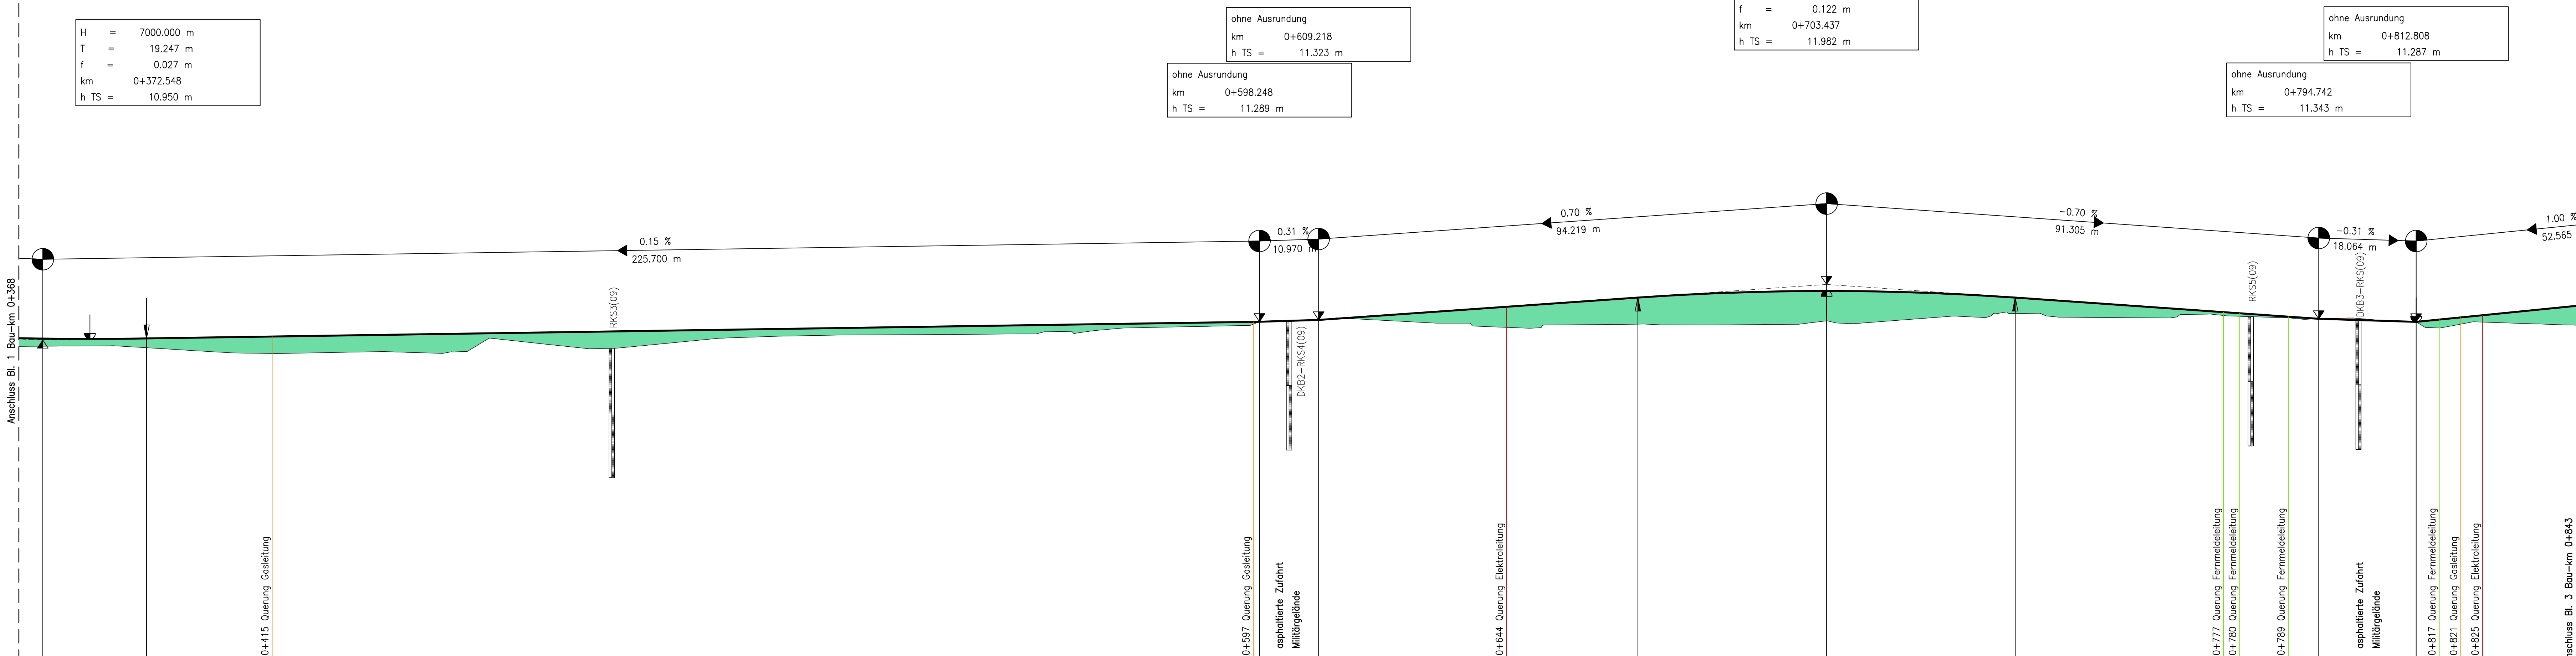 H = 7000.000 m
T = 19.247 m
f = 0.027 m
km 0+372.548
h TS = 10.950 m
ohne Ausrundung
km 0+609.218
h TS = 11.323 m
ohne Ausrundung
km 0+598.248
h TS = 11.289 m
f = 0.122 m
km 0+703.437
h TS = 11.982 m
ohne Ausrundung
km 0+812.808
h TS = 11.287 m
ohne Ausrundung
km 0+794.742
h TS = 11.343 m
0.15 %
225.700 m
0.31 %
10.970 m
0.70 %
94.219 m
-0.70 %
91.305 m
-0.31 %
18.064 m
1.00 %
52.565
Anschluss Bl. 1 Bau-km 0+368
RKS3(09)
DKB2-RKS4(09)
RKS5(09)
DKB3-RKS(09)
0+415 Querung Gasleitung
0+597 Querung Gasleitung
asphaltierte Zufahrt
Militärgelände
0+644 Querung Elektroleitung
0+777 Querung Fernmeldeleitung
0+780 Querung Fernmeldeleitung
0+789 Querung Fernmeldeleitung
asphaltierte Zufahrt
Militärgelände
0+817 Querung Fernmeldeleitung
0+821 Querung Gasleitung
0+825 Querung Elektroleitung
nschluss Bl. 3 Bau-km 0+843